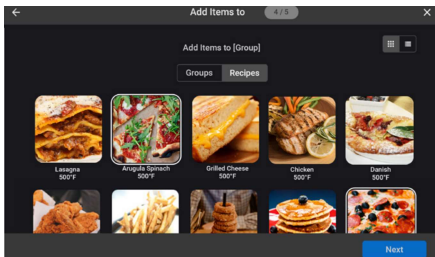 Add Items to 4 / 5
Add Items to [Group]
Groups Recipes
Lasagna
500°F
Arugula Spinach
500°F
Grilled Cheese
500°F
Chicken
500°F
Danish
500°F
Next